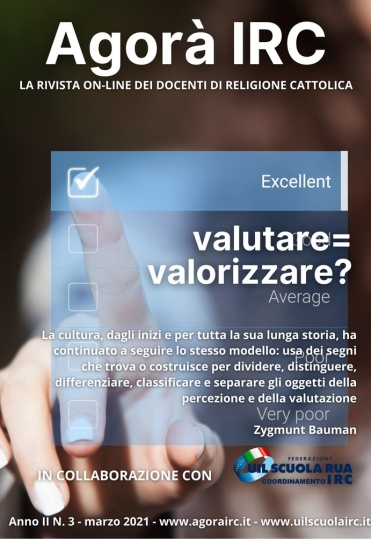 Agorà IRC
LA RIVISTA ON-LINE DEI DOCENTI DI RELIGIONE CATTOLICA
Excellent
valutare=
valorizzare?
Average
La cultura, dagli inizi e per tutta la sua lunga storia, ha
continuato a seguire lo stesso modello: usa dei segni
Poor
che trova o costruisce per dividere, distinguere,
differenziare, classificare e separare gli oggetti della
percezione e della valutazione
Very poor
Zygmunt Bauman
IN COLLABORAZIONE CON
FEDERAZIONE
UIL SCUOLA RUA
COORDINAMENTO IRC
Anno II N. 3 - marzo 2021 - www.agorairc.it - www.uilscuolairc.it